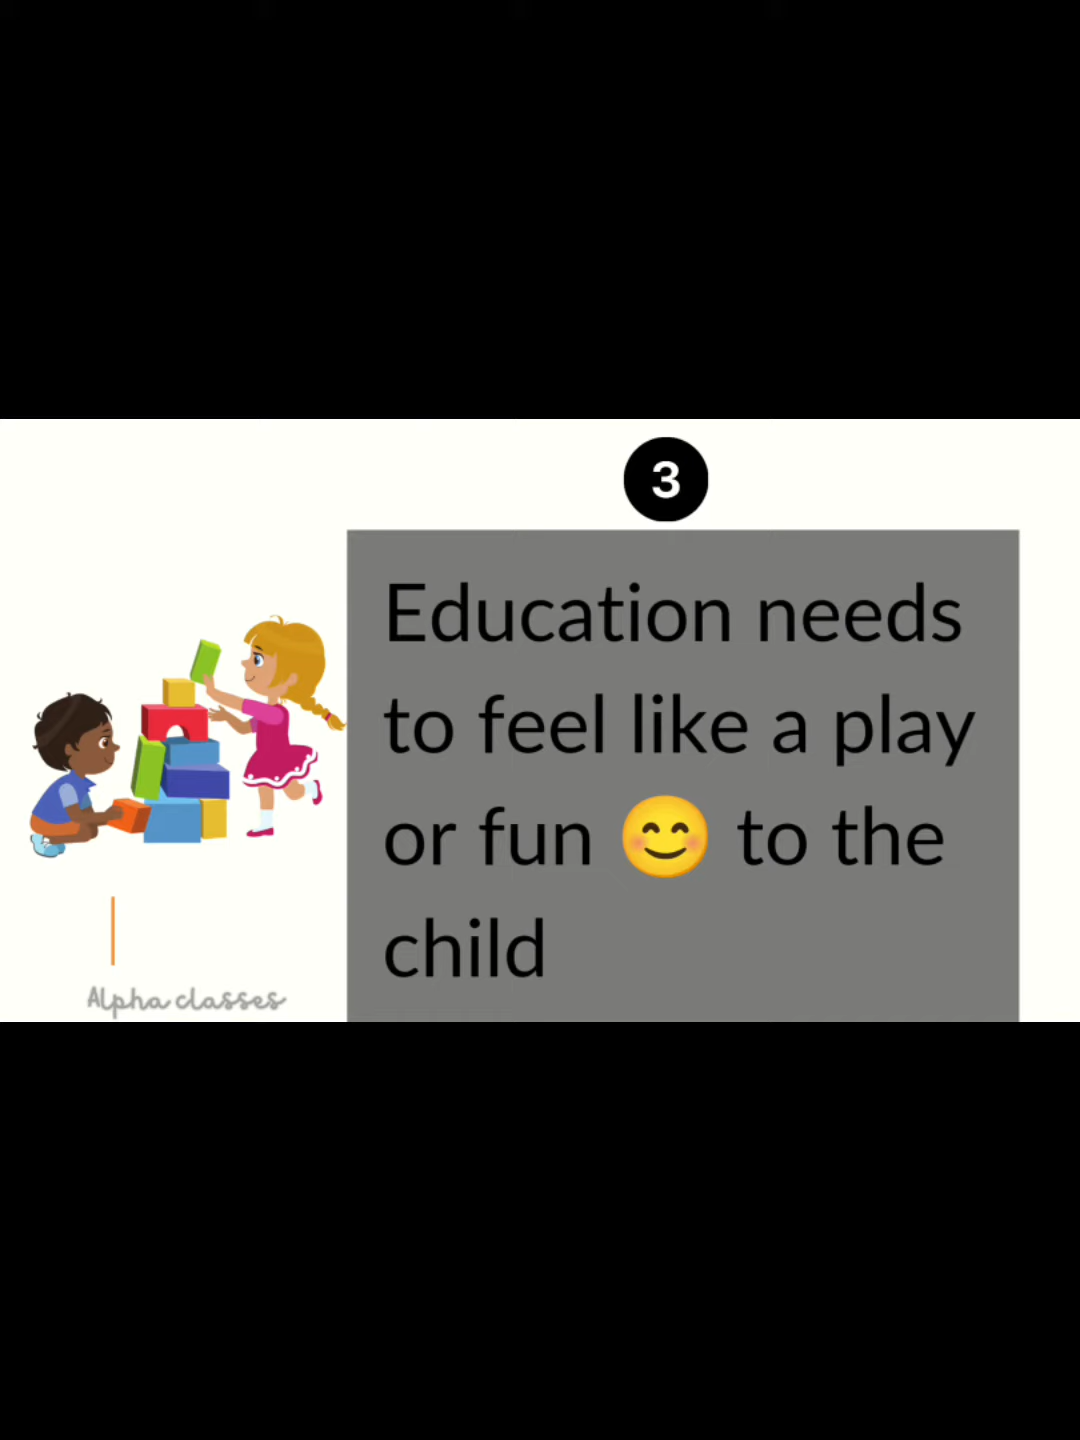 3
Education needs
to feel like a play
or fun 😊 to the
child
Alpha classes